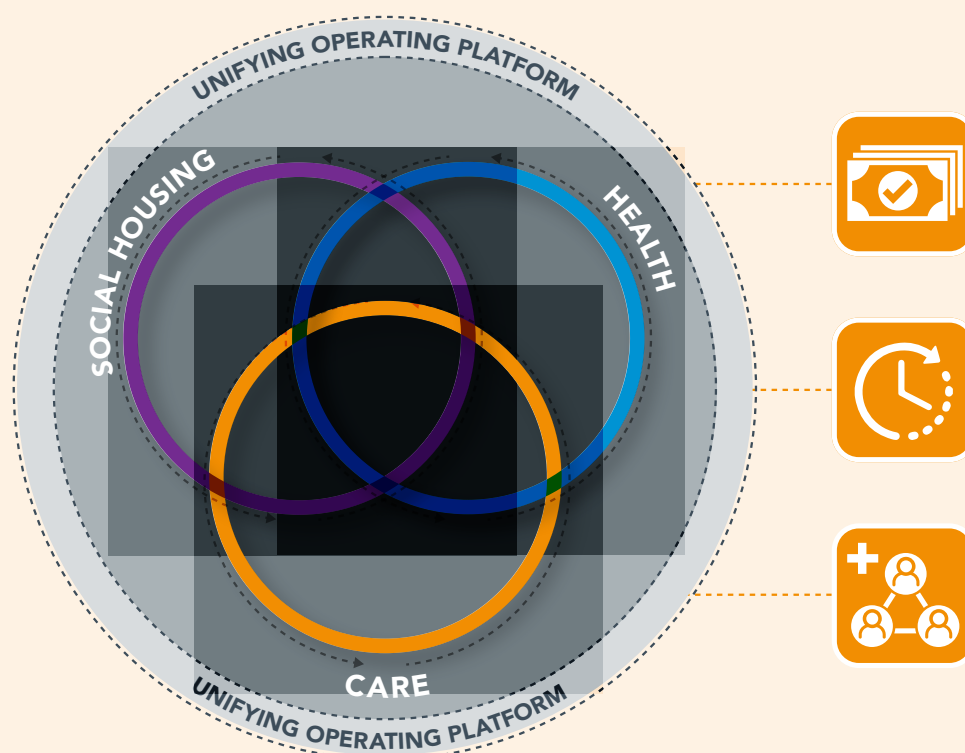 UNIFYING OPERATING PLATFORM
SOCIAL HOUSING
HEALTH
CARE
UNIFYING OPERATING PLATFORM